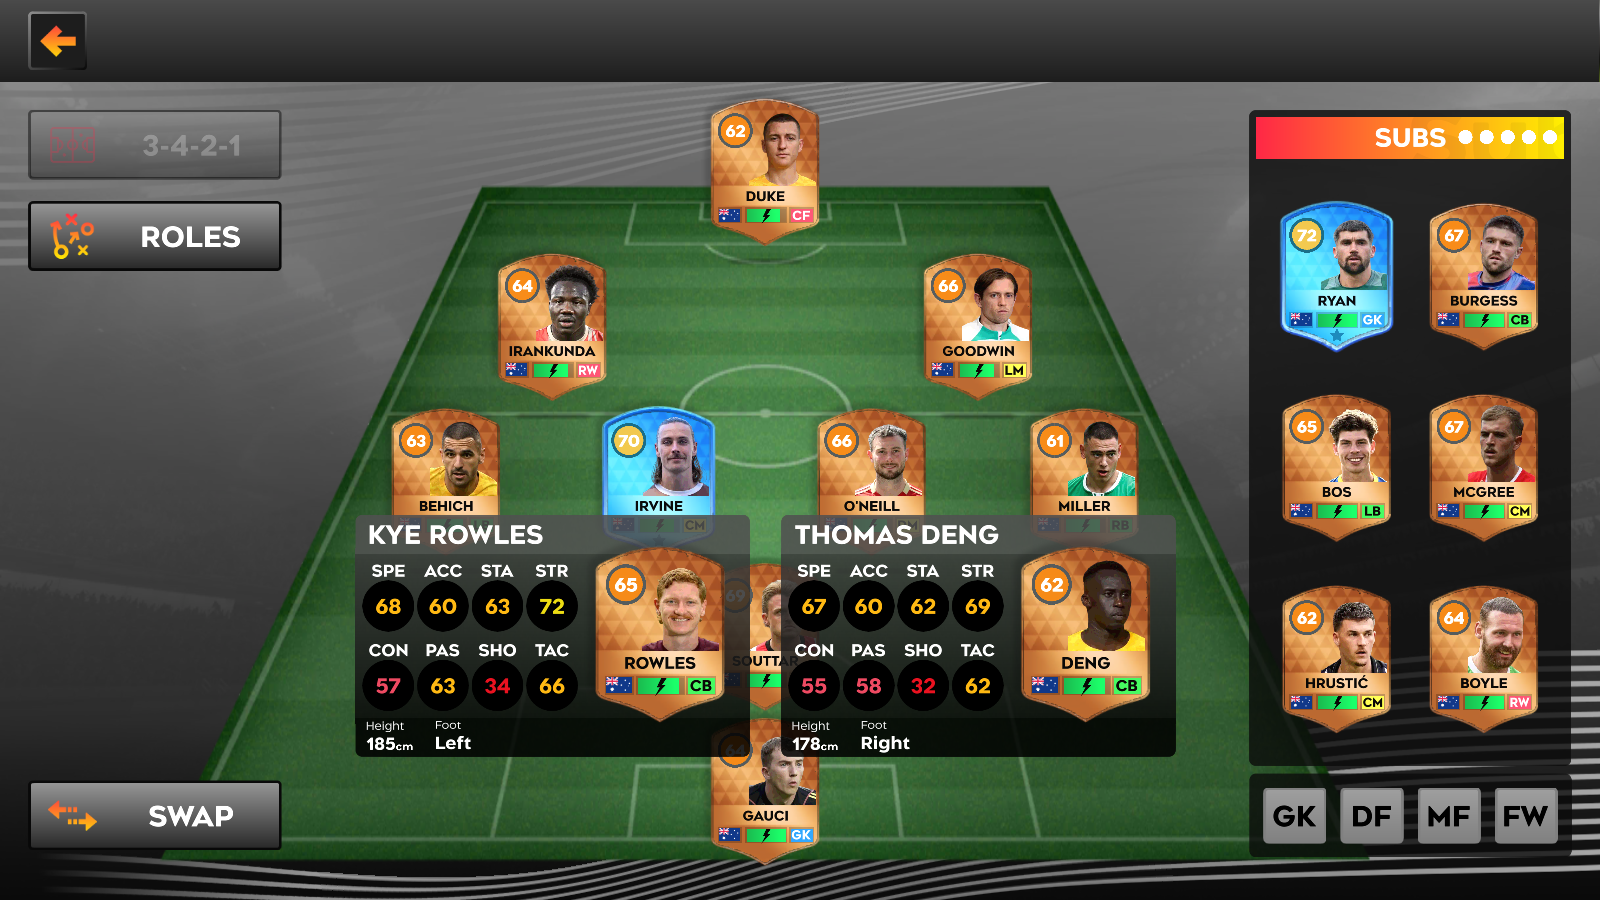 3-4-2-1
ROLES
SWAP
62
DUKE
CF
64
IRANKUNDA
RW
66
GOODWIN
LM
63
BEHICH
70
IRVINE
CM
66
O'NEILL
61
MILLER
RB
KYE ROWLES
SPE ACC STA STR
68 60 63 72
CON PAS SHO TAC
57 63 34 66
Height Foot
185cm Left
65
ROWLES
CB
69
SOUTTAR
THOMAS DENG
SPE ACC STA STR
67 60 62 69
CON PAS SHO TAC
55 58 32 62
Height Foot
178cm Right
62
DENG
CB
64
GAUCI
GK
SUBS
72
RYAN
GK
67
BURGESS
CB
65
BOS
LB
67
MCGREE
CM
62
HRUSTIĆ
CM
64
BOYLE
RW
GK DF MF FW